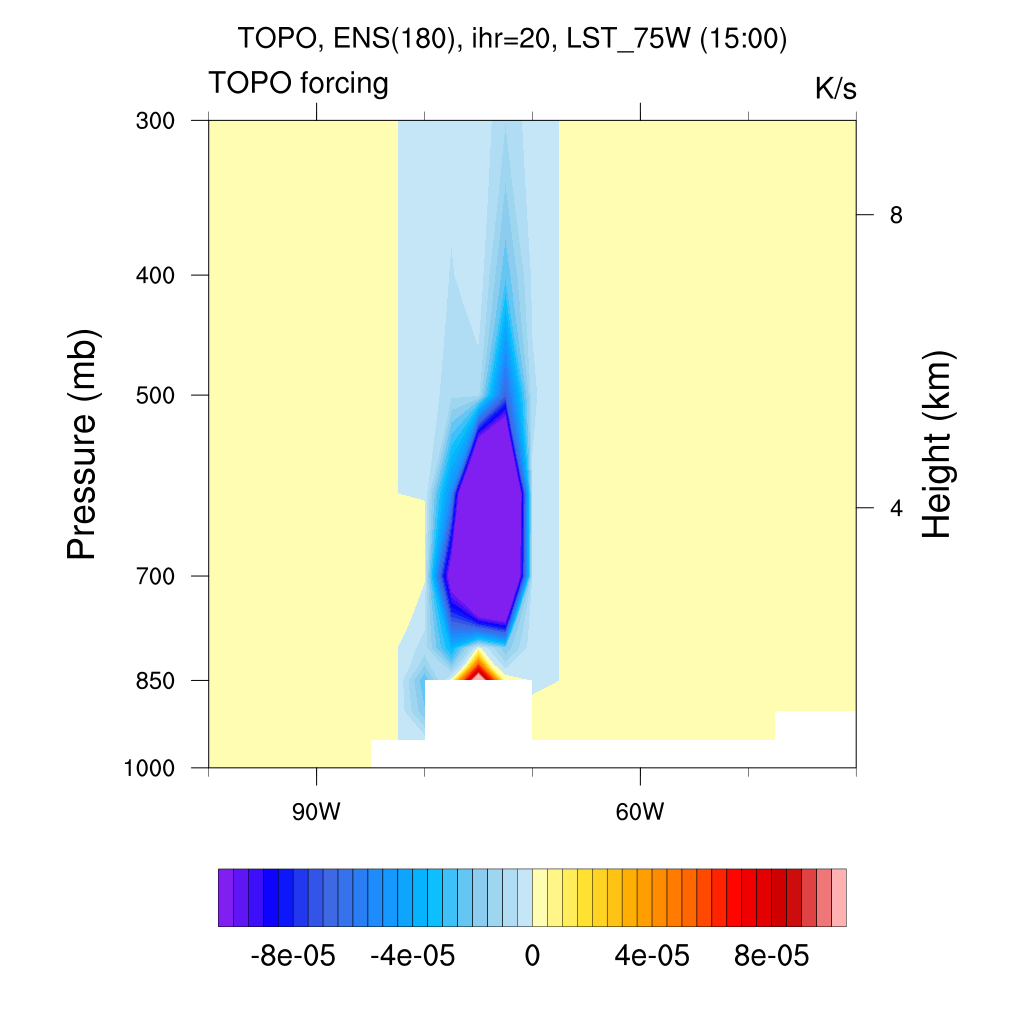 TOPO, ENS(180), ihr=20, LST_75W (15:00)
TOPO forcing
K/s
300
400
500
700
850
1000
Pressure (mb)
8
4
Height (km)
90W
60W
-8e-05
-4e-05
0
4e-05
8e-05